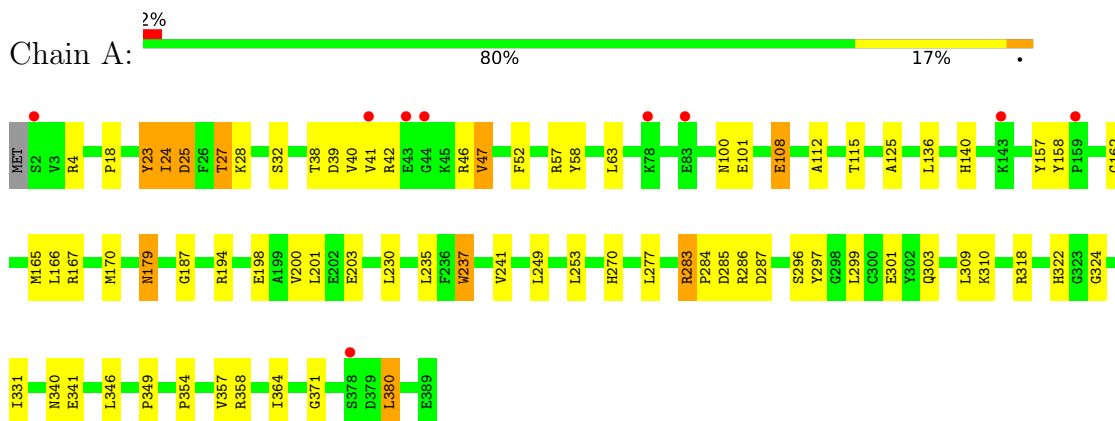 2%
Chain A:
80% 17% •
MET S2 V3 R4 P18 Y23 I24 D25 F26 T27 K28 S32 T38 D39 V40 V41 R42 E43 G44 K45 R46 V47 F52 R57 Y58 L63 K78 E83 N100 E101 E108 A112 T115 A125 L136 H140 K143 Y157 Y158 P159
M165 L166 R167 M170 N179 G187 R194 E198 A199 V200 L201 E202 E203 L230 L235 F236 W237 V241 L249 L253 H270 L277 R283 P284 D285 R286 D287 S296 Y297 G298 L299 C300 E301 Y302 Q303 L309 K310 R318 H322 G323 G324
I331 N340 E341 L346 P349 P354 V357 R358 I364 G371 S378 D379 L380 E389